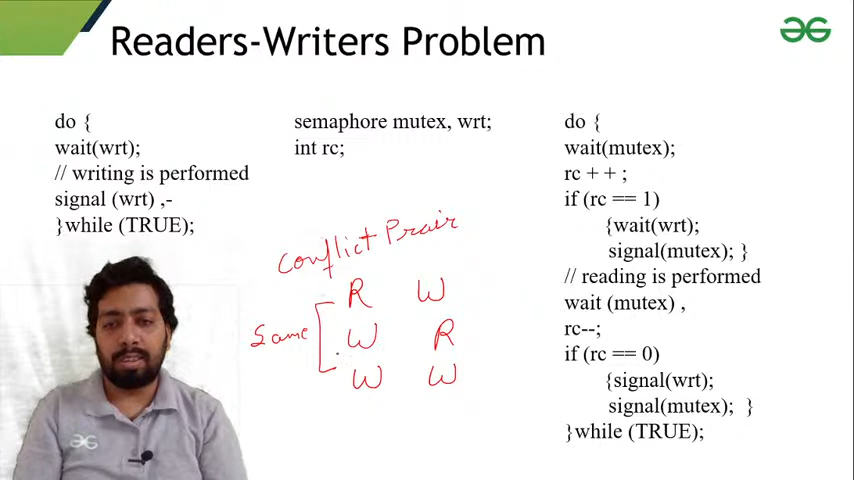 Readers-Writers Problem
do {
wait(wrt);
// writing is performed
signal (wrt) ,-
}while (TRUE);
semaphore mutex, wrt;
int rc;
Conflict Prair
R W
Same W R
W W
do {
wait(mutex);
rc + + ;
if (rc == 1)
{wait(wrt);
signal(mutex); }
// reading is performed
wait (mutex) ,
rc--;
if (rc == 0)
{signal(wrt);
signal(mutex); }
}while (TRUE);